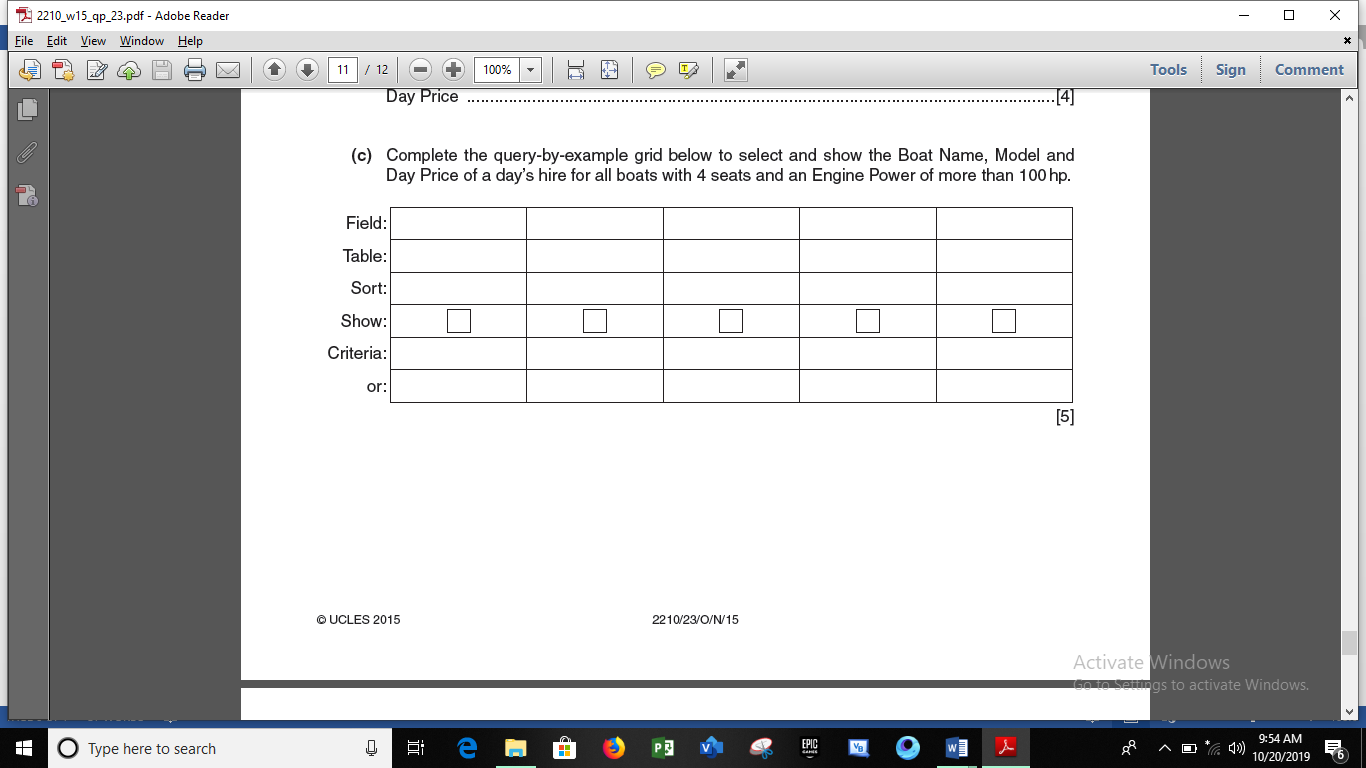 2210_w15_qp_23.pdf - Adobe Reader
File Edit View Window Help
11 / 12 100% Tools Sign Comment
Day Price ....................................................................................................................[4]
(c) Complete the query-by-example grid below to select and show the Boat Name, Model and
Day Price of a day's hire for all boats with 4 seats and an Engine Power of more than 100 hp.
Field:
Table:
Sort:
Show:
Criteria:
or:
[5]
© UCLES 2015 2210/23/O/N/15
Activate Windows
Go to Settings to activate Windows.
Type here to search
EPIC
GAMES
9:54 AM
10/20/2019
6